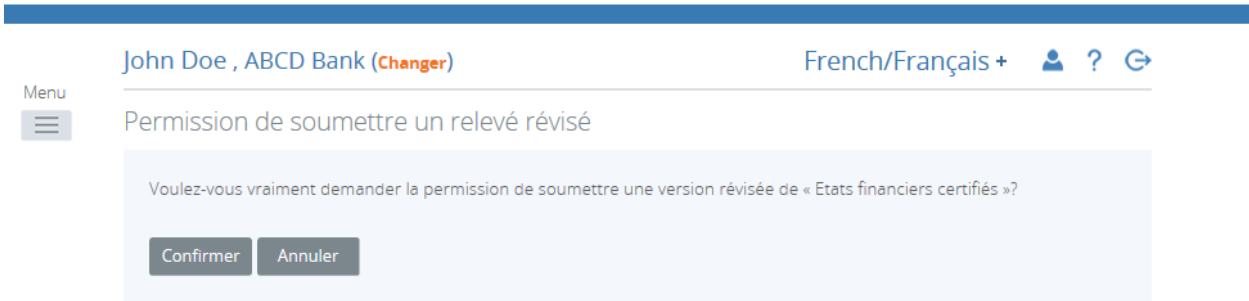 John Doe , ABCD Bank (Changer)
French/Français +
?
Menu
Permission de soumettre un relevé révisé
Voulez-vous vraiment demander la permission de soumettre une version révisée de « Etats financiers certifiés »?
Confirmer
Annuler